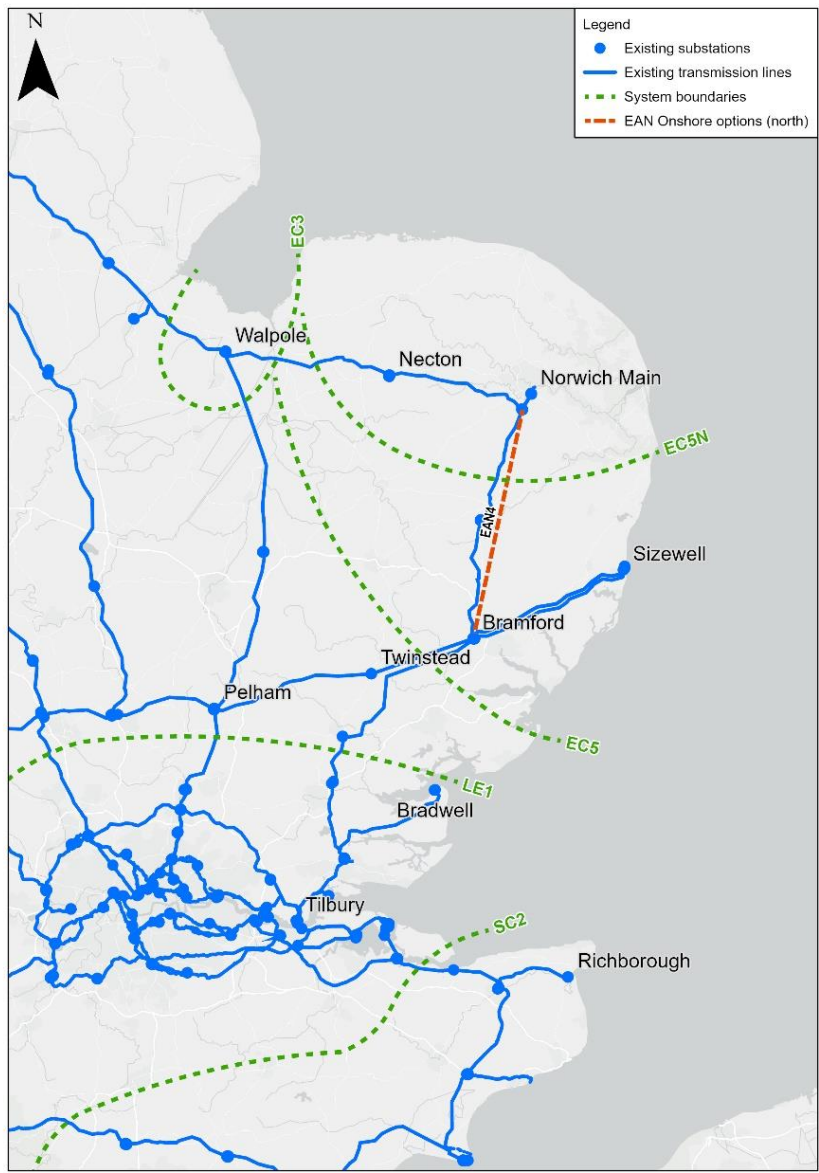 N
Legend
Existing substations
Existing transmission lines
System boundaries
EAN Onshore options (north)
EC3
Walpole
Necton
Norwich Main
EC5N
EAN4
Sizewell
Bramford
Twinstead
Pelham
EC5
LE1
Bradwell
Tilbury
SC2
Richborough